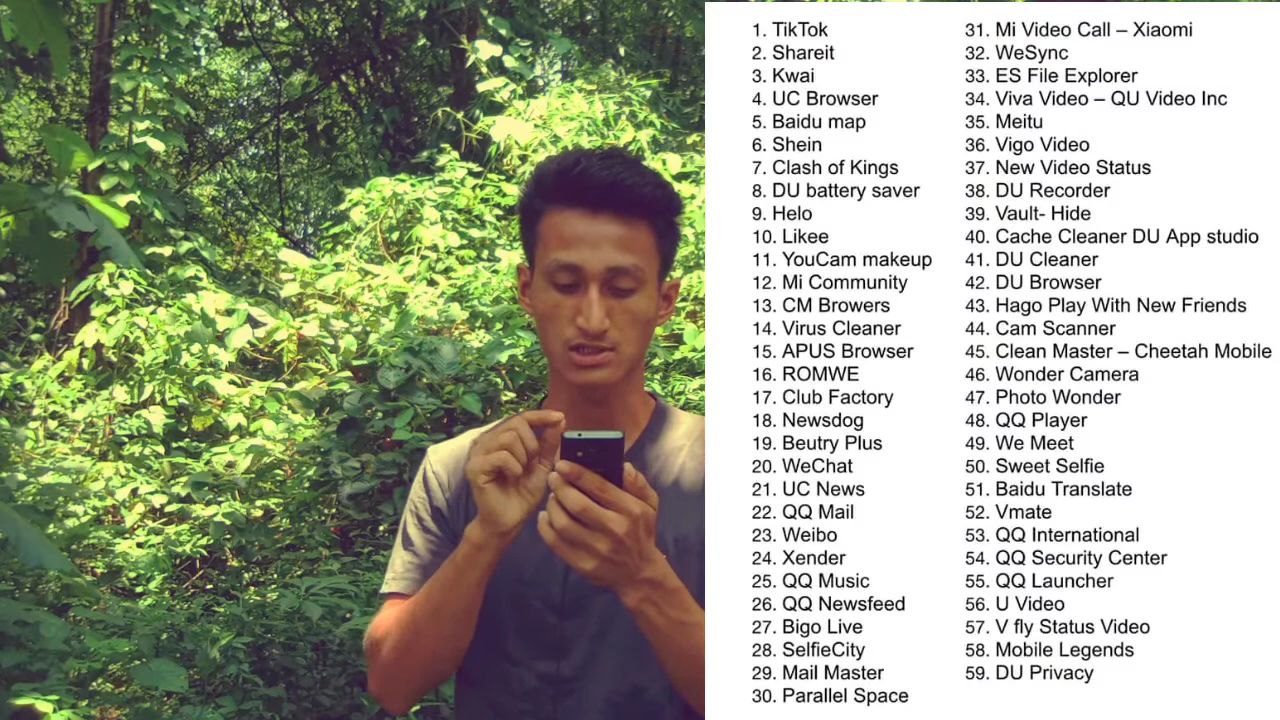 1. TikTok
2. Shareit
3. Kwai
4. UC Browser
5. Baidu map
6. Shein
7. Clash of Kings
8. DU battery saver
9. Helo
10. Likee
11. YouCam makeup
12. Mi Community
13. CM Browers
14. Virus Cleaner
15. APUS Browser
16. ROMWE
17. Club Factory
18. Newsdog
19. Beutry Plus
20. WeChat
21. UC News
22. QQ Mail
23. Weibo
24. Xender
25. QQ Music
26. QQ Newsfeed
27. Bigo Live
28. SelfieCity
29. Mail Master
30. Parallel Space
31. Mi Video Call – Xiaomi
32. WeSync
33. ES File Explorer
34. Viva Video – QU Video Inc
35. Meitu
36. Vigo Video
37. New Video Status
38. DU Recorder
39. Vault- Hide
40. Cache Cleaner DU App studio
41. DU Cleaner
42. DU Browser
43. Hago Play With New Friends
44. Cam Scanner
45. Clean Master – Cheetah Mobile
46. Wonder Camera
47. Photo Wonder
48. QQ Player
49. We Meet
50. Sweet Selfie
51. Baidu Translate
52. Vmate
53. QQ International
54. QQ Security Center
55. QQ Launcher
56. U Video
57. V fly Status Video
58. Mobile Legends
59. DU Privacy